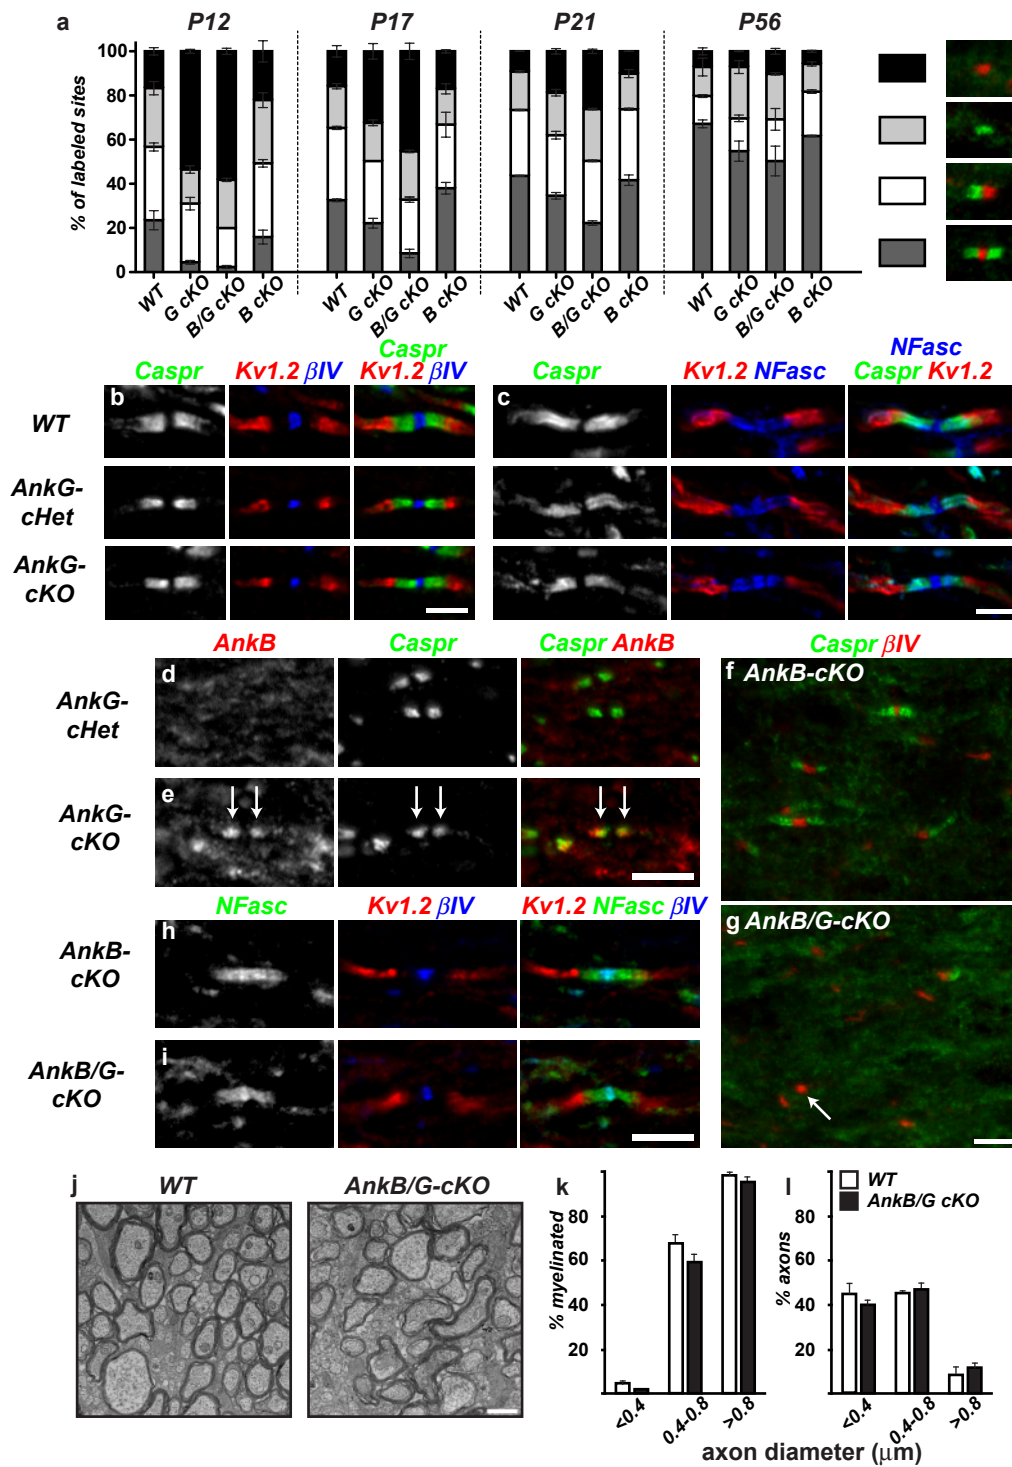 a
P12 P17 P21 P56
% of labeled sites
100
80
60
40
20
0
WT G cKO B/G cKO B cKO WT G cKO B/G cKO B cKO WT G cKO B/G cKO B cKO WT G cKO B/G cKO B cKO
Caspr Kv1.2 βIV Caspr Kv1.2 βIV
Caspr Kv1.2 NFasc NFasc Caspr Kv1.2
b c
WT
AnkG-
cHet
AnkG-
cKO
AnkB Caspr Caspr AnkB
Caspr βIV
d
AnkG-
cHet
e
AnkG-
cKO
f AnkB-cKO
g AnkB/G-cKO
NFasc Kv1.2 βIV Kv1.2 NFasc βIV
h
AnkB-
cKO
i
AnkB/G-
cKO
j WT AnkB/G-cKO
k
% myelinated
80
60
40
20
<0.4 0.4-0.8 >0.8
l
WT
AnkB/G cKO
% axons
80
60
40
20
<0.4 0.4-0.8 >0.8
axon diameter (μm)